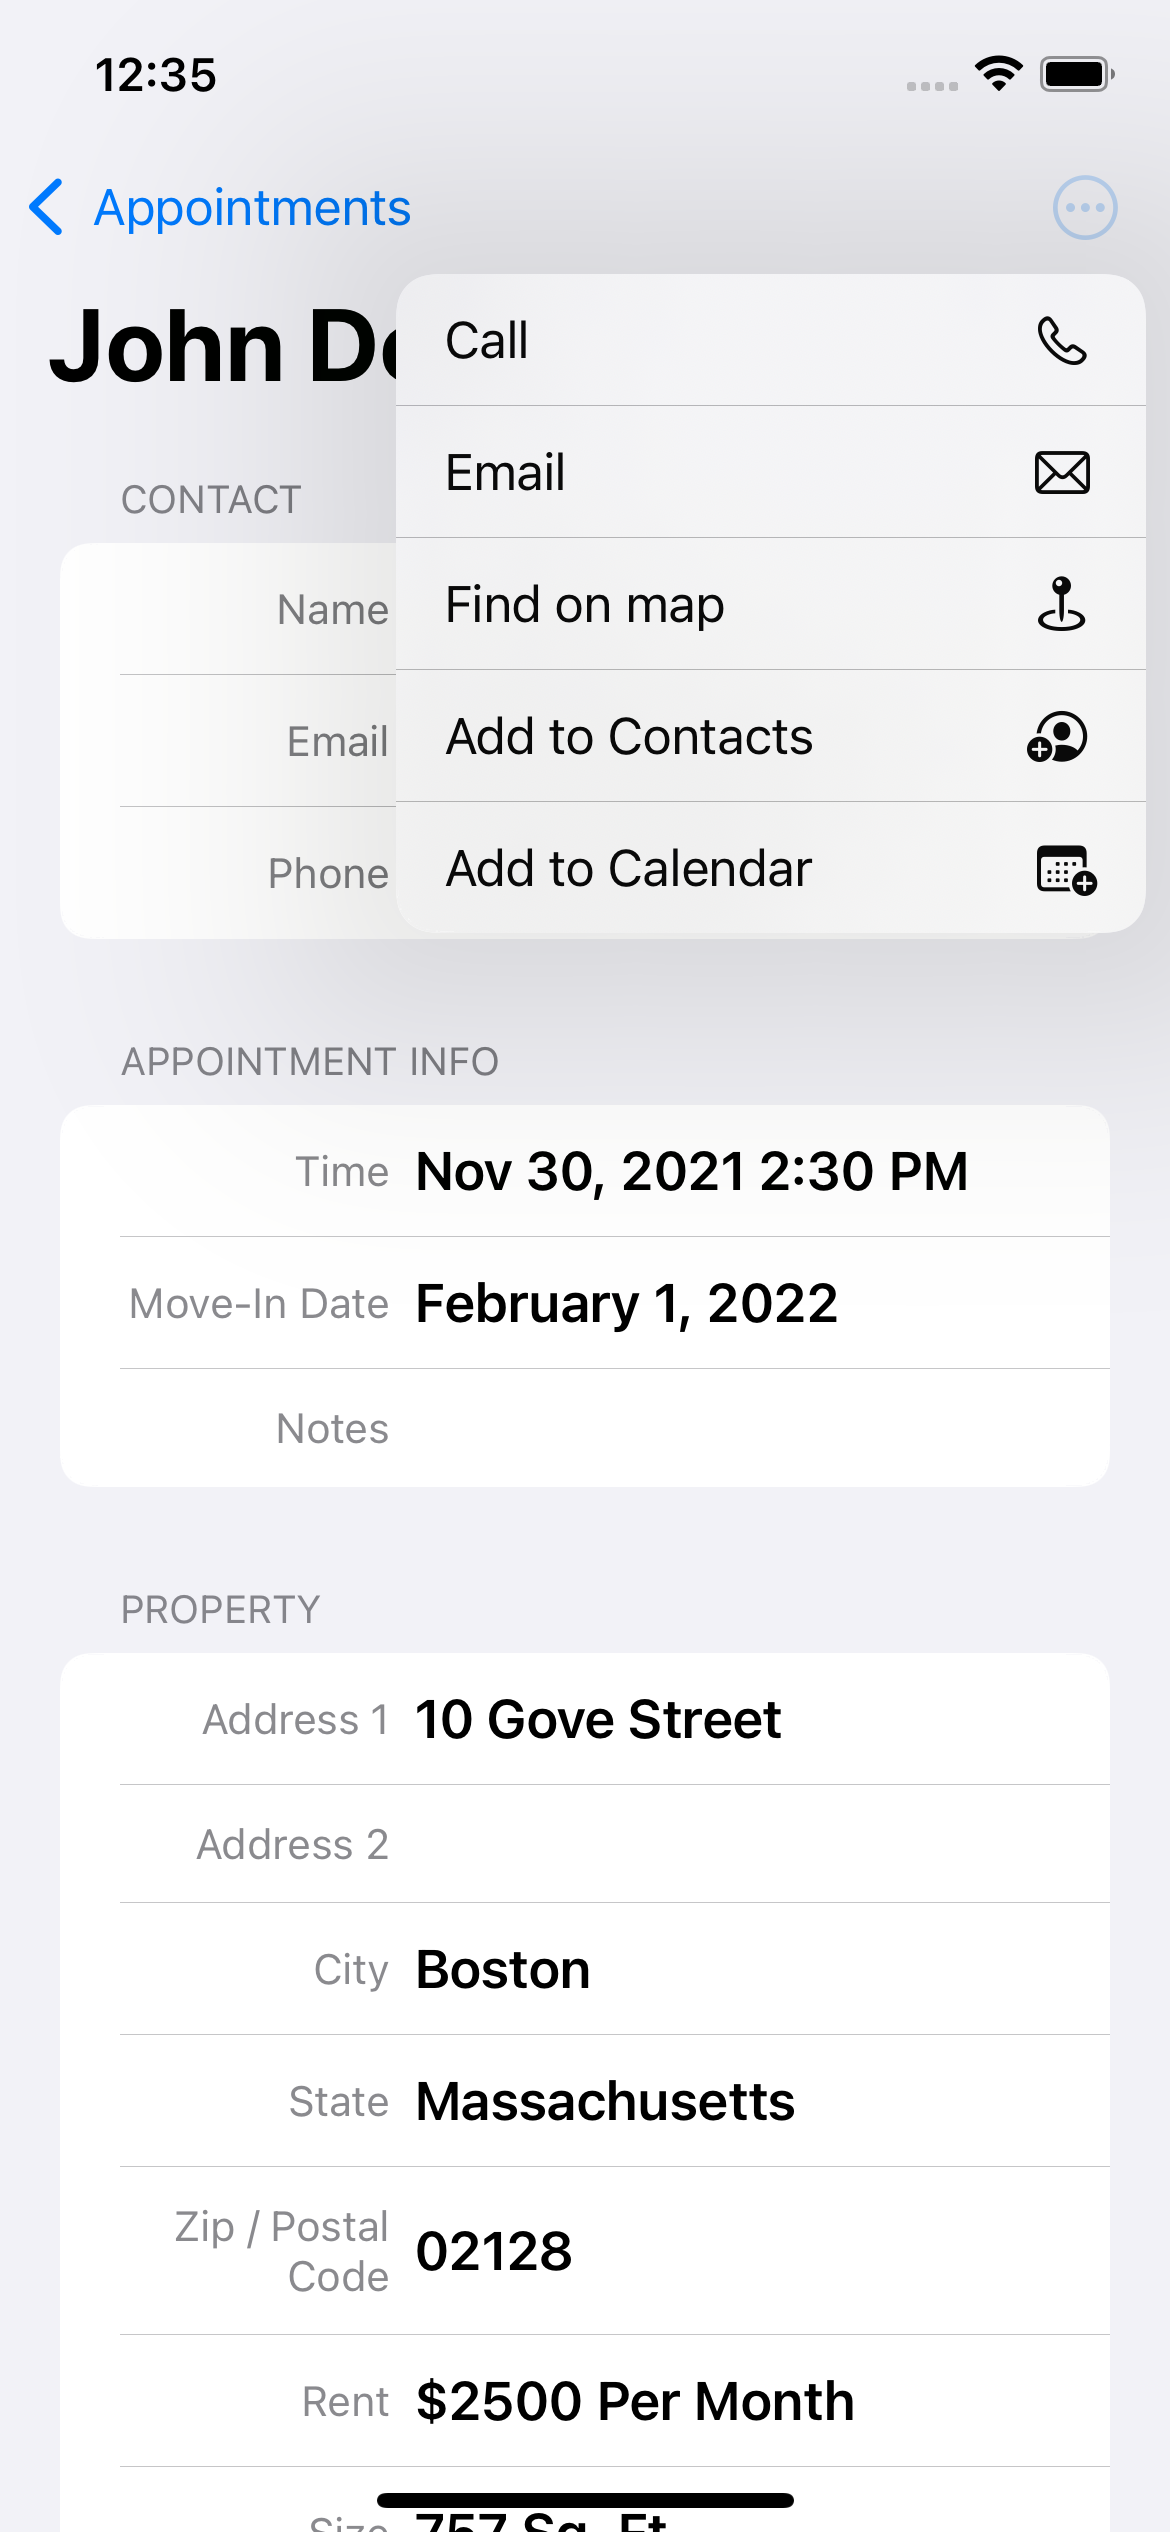 12:35
Appointments
John D
Call
Email
Find on map
Add to Contacts
Add to Calendar
CONTACT
Name
Email
Phone
APPOINTMENT INFO
Time Nov 30, 2021 2:30 PM
Move-In Date February 1, 2022
Notes
PROPERTY
Address 1 10 Gove Street
Address 2
City Boston
State Massachusetts
Zip / Postal
Code 02128
Rent $2500 Per Month
Size 757 Sq. Ft